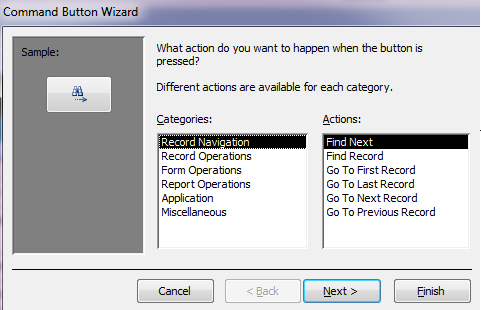 Command Button Wizard
Sample:
What action do you want to happen when the button is
pressed?
Different actions are available for each category.
Categories:
Actions:
Record Navigation
Record Operations
Form Operations
Report Operations
Application
Miscellaneous
Find Next
Find Record
Go To First Record
Go To Last Record
Go To Next Record
Go To Previous Record
Cancel
< Back
Next >
Finish